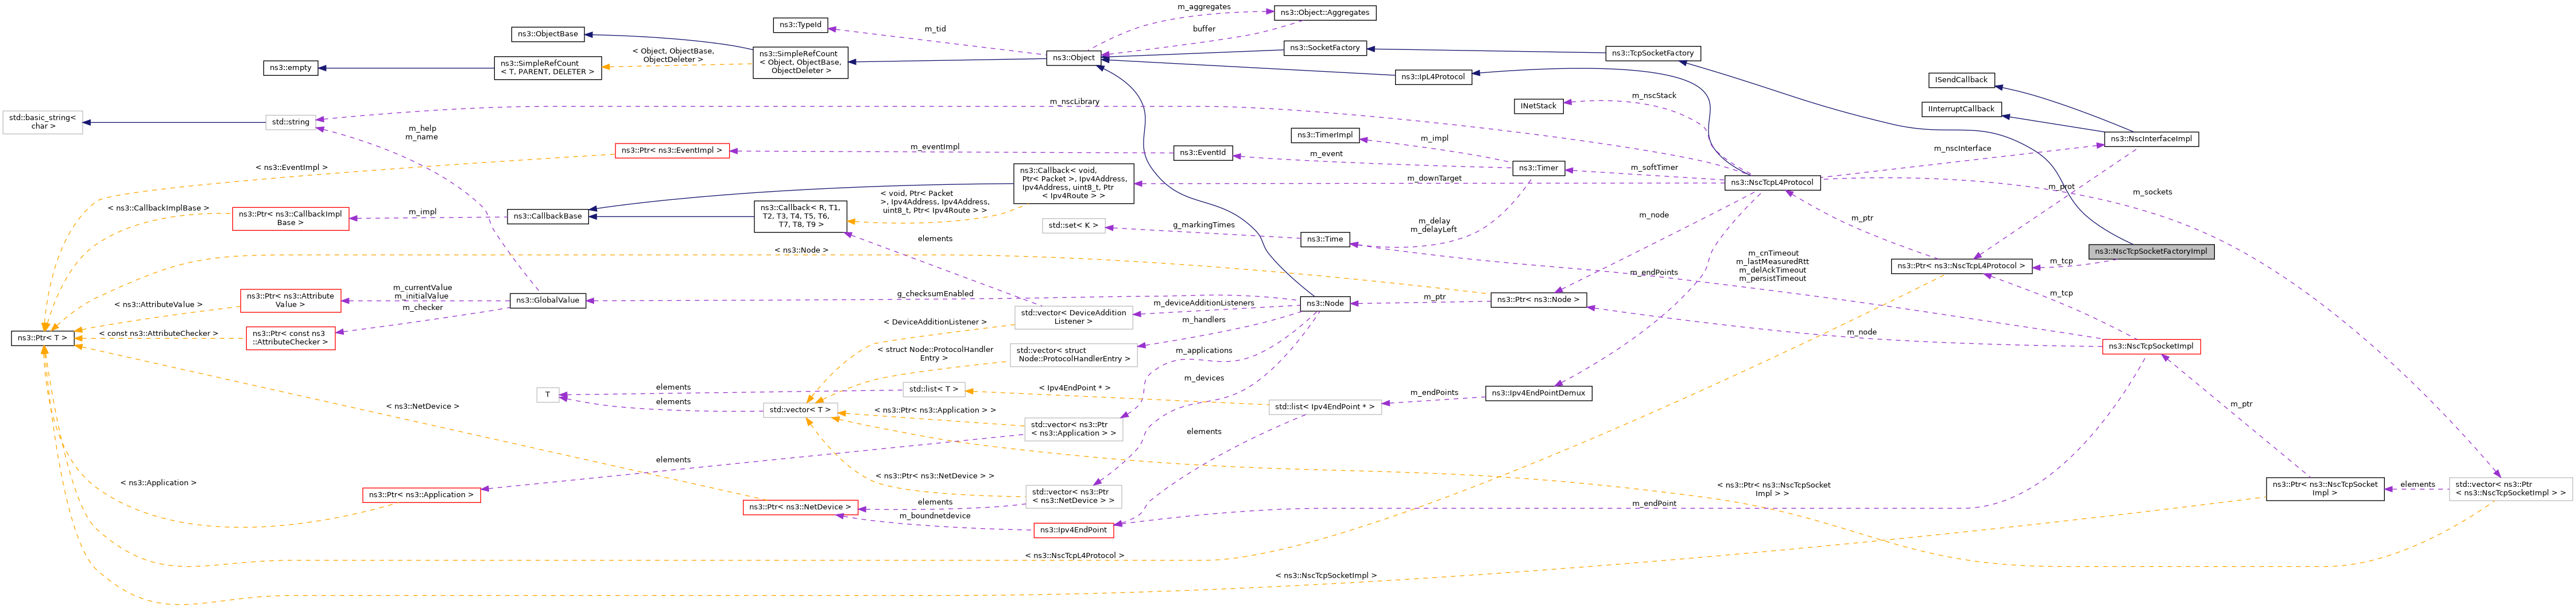 m_aggregates
ns3::Object::Aggregates
ns3::TypeId
m_tid
buffer
ns3::ObjectBase
< Object, ObjectBase,
ObjectDeleter >
ns3::SimpleRefCount
< Object, ObjectBase,
ObjectDeleter >
ns3::Object
ns3::SocketFactory
ns3::TcpSocketFactory
ns3::empty
ns3::SimpleRefCount
< T, PARENT, DELETER >
ns3::IpL4Protocol
ISendCallback
std::basic_string<
char >
std::string
m_nscLibrary
m_nscStack
INetStack
IInterruptCallback
m_help
m_name
ns3::TimerImpl
m_impl
ns3::NscInterfaceImpl
ns3::Ptr< ns3::EventImpl >
m_eventImpl
ns3::EventId
m_event
m_nscInterface
< ns3::EventImpl >
ns3::Callback< void,
Ptr< Packet >, Ipv4Address,
Ipv4Address, uint8_t, Ptr
< Ipv4Route > >
ns3::Timer
m_softTimer
m_downTarget
ns3::NscTcpL4Protocol
m_prot
m_sockets
< void, Ptr< Packet
>, Ipv4Address, Ipv4Address,
uint8_t, Ptr< Ipv4Route > >
< ns3::CallbackImplBase >
ns3::Ptr< ns3::CallbackImpl
Base >
m_impl
ns3::CallbackBase
ns3::Callback< R, T1,
T2, T3, T4, T5, T6,
T7, T8, T9 >
std::set< K >
g_markingTimes
m_delay
m_delayLeft
m_node
m_ptr
elements
ns3::Time
< ns3::Node >
m_cnTimeout
m_lastMeasuredRtt
m_delAckTimeout
m_persistTimeout
ns3::NscTcpSocketFactoryImpl
m_tcp
ns3::Ptr< ns3::NscTcpL4Protocol >
m_endPoints
m_currentValue
m_initialValue
m_checker
ns3::Ptr< ns3::Attribute
Value >
< ns3::AttributeValue >
ns3::GlobalValue
g_checksumEnabled
ns3::Node
m_ptr
ns3::Ptr< ns3::Node >
m_tcp
m_deviceAdditionListeners
std::vector< DeviceAddition
Listener >
< DeviceAdditionListener >
m_handlers
ns3::Ptr< T >
< const ns3::AttributeChecker >
ns3::Ptr< const ns3
::AttributeChecker >
m_node
ns3::NscTcpSocketImpl
< struct Node::ProtocolHandler
Entry >
std::vector< struct
Node::ProtocolHandlerEntry >
m_applications
m_devices
T
elements
elements
std::list< T >
< Ipv4EndPoint * >
std::list< Ipv4EndPoint * >
m_endPoints
ns3::Ipv4EndPointDemux
< ns3::NetDevice >
std::vector< T >
< ns3::Ptr< ns3::Application > >
std::vector< ns3::Ptr
< ns3::Application > >
elements
m_ptr
elements
< ns3::Application >
ns3::Ptr< ns3::Application >
< ns3::Ptr< ns3::NetDevice > >
std::vector< ns3::Ptr
< ns3::NetDevice > >
elements
ns3::Ptr< ns3::NetDevice >
m_boundnetdevice
ns3::Ipv4EndPoint
m_endPoint
< ns3::Ptr< ns3::NscTcpSocket
Impl > >
ns3::Ptr< ns3::NscTcpSocket
Impl >
elements
std::vector< ns3::Ptr
< ns3::NscTcpSocketImpl > >
< ns3::NscTcpL4Protocol >
< ns3::NscTcpSocketImpl >